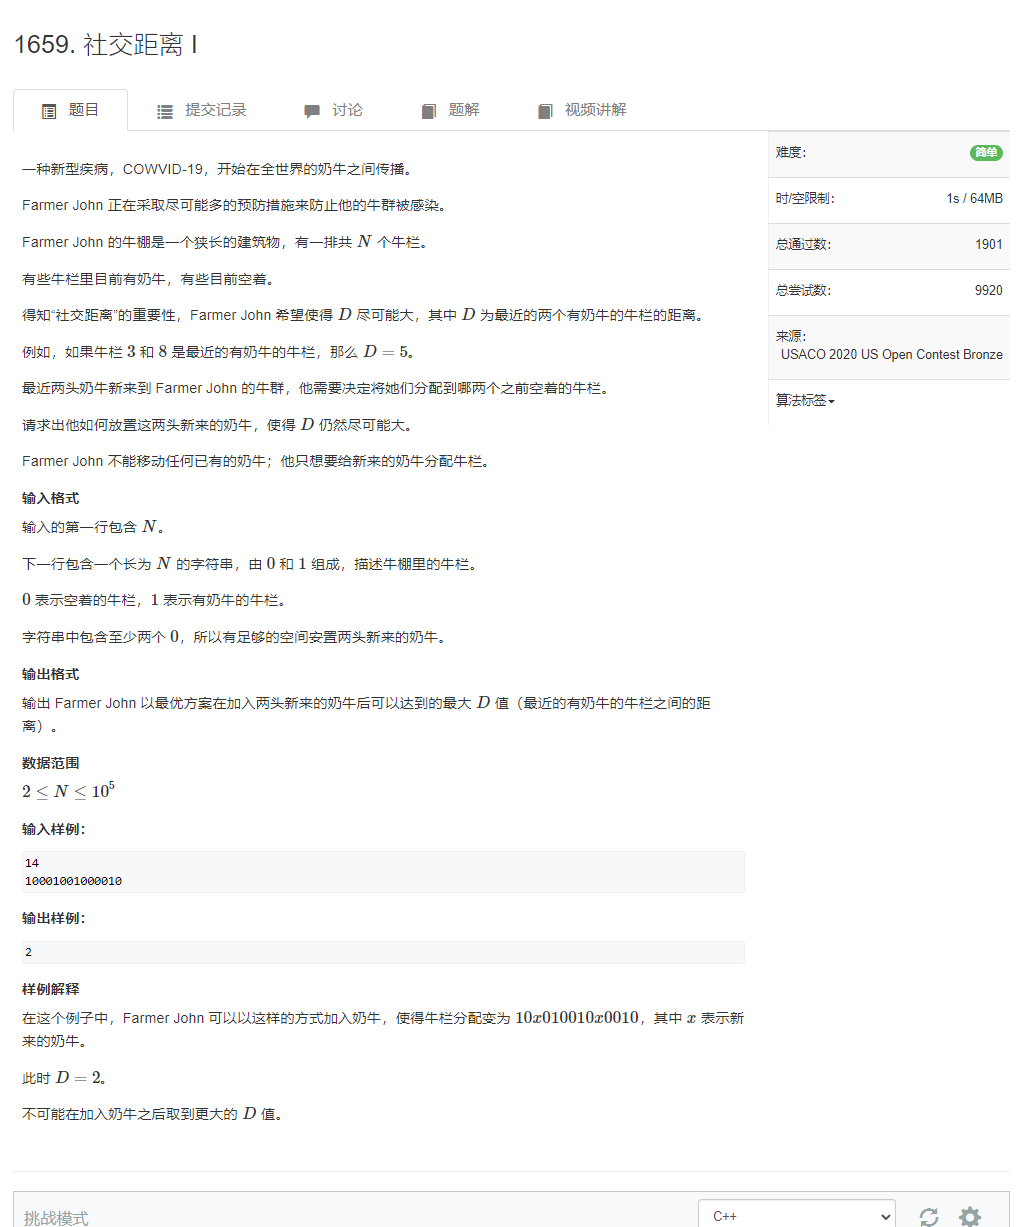 1659. 社交距离 I
题目 提交记录 讨论 题解 视频讲解
一种新型疾病，COWVID-19，开始在全世界的奶牛之间传播。
Farmer John 正在采取尽可能多的预防措施来防止他的牛群被感染。
Farmer John 的牛棚是一个狭长的建筑物，有一排共 N 个牛栏。
有些牛栏里目前有奶牛，有些目前空着。
得知“社交距离”的重要性，Farmer John 希望使得 D 尽可能大，其中 D 为最近的两个有奶牛的牛栏的距离。
例如，如果牛栏 3 和 8 是最近的有奶牛的牛栏，那么 D = 5。
最近两头奶牛新来到 Farmer John 的牛群，他需要决定将她们分配到哪两个之前空着的牛栏。
请求出他如何放置这两头新来的奶牛，使得 D 仍然尽可能大。
Farmer John 不能移动任何已有的奶牛；他只想要给新来的奶牛分配牛栏。
输入格式
输入的第一行包含 N。
下一行包含一个长为 N 的字符串，由 0 和 1 组成，描述牛棚里的牛栏。
0 表示空着的牛栏，1 表示有奶牛的牛栏。
字符串中包含至少两个 0，所以有足够的空间安置两头新来的奶牛。
输出格式
输出 Farmer John 以最优方案在加入两头新来的奶牛后可以达到的最大 D 值（最近的有奶牛的牛栏之间的距
离）。
数据范围
2 ≤ N ≤ 10⁵
输入样例：
14
10001001000010
输出样例：
2
样例解释
在这个例子中，Farmer John 可以以这样的方式加入奶牛，使得牛栏分配变为 10x010010x0010，其中 x 表示新
来的奶牛。
此时 D = 2。
不可能在加入奶牛之后取到更大的 D 值。
难度： 简单
时/空限制： 1s / 64MB
总通过数： 1901
总尝试数： 9920
来源：
USACO 2020 US Open Contest Bronze
算法标签
挑战模式 C++